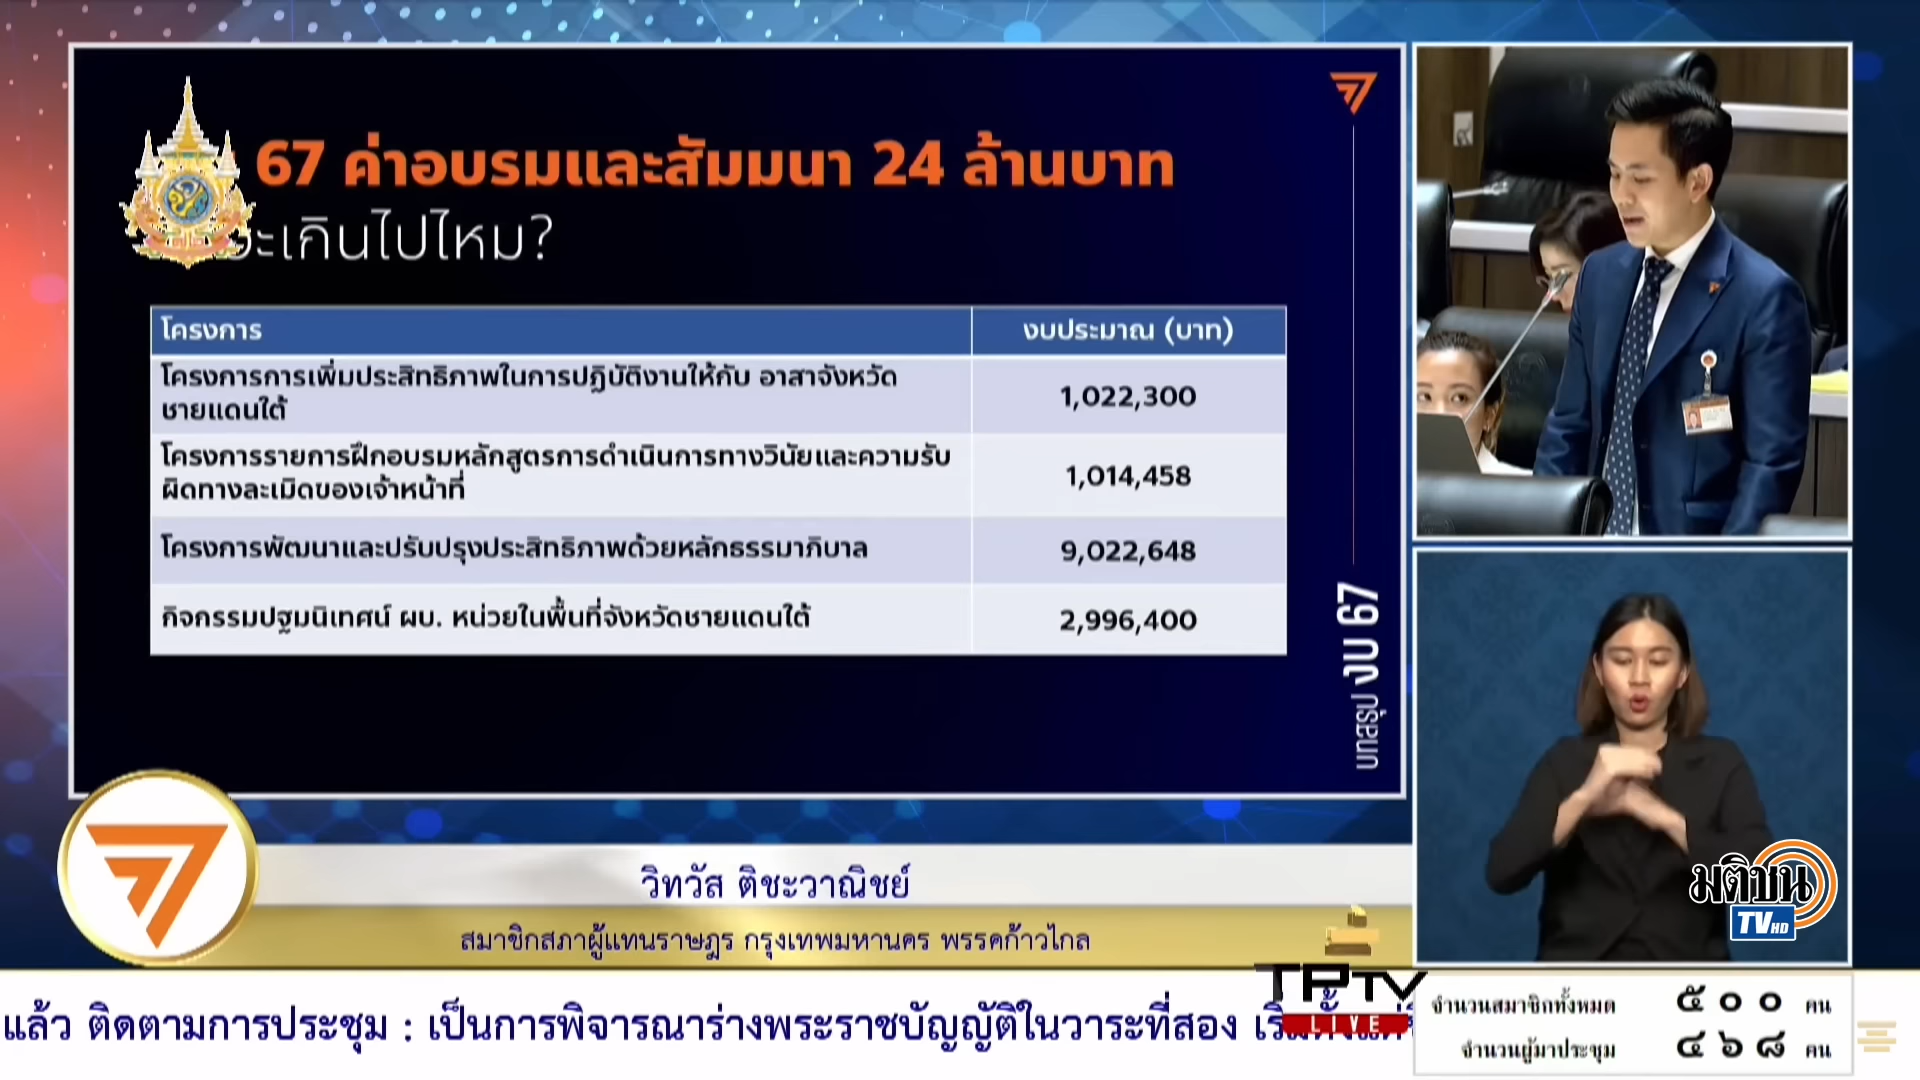 67 ค่าอบรมและสัมมนา 24 ล้านบาท
เกินไปไหม?
โครงการ
งบประมาณ (บาท)
โครงการการเพิ่มประสิทธิภาพในการปฏิบัติงานให้กับ อาสาจังหวัด
ชายแดนใต้
1,022,300
โครงการรายการฝึกอบรมหลักสูตรการดำเนินการทางวินัยและความรับ
ผิดทางละเมิดของเจ้าหน้าที่
1,014,458
โครงการพัฒนาและปรับปรุงประสิทธิภาพด้วยหลักธรรมาภิบาล
9,022,648
กิจกรรมปฐมนิเทศน์ ผบ. หน่วยในพื้นที่จังหวัดชายแดนใต้
2,996,400
บทสรุป งบ 67
วิทวัส ติชะวาณิชย์
สมาชิกสภาผู้แทนราษฎร กรุงเทพมหานคร พรรคก้าวไกล
มติชน
TV HD
แล้ว ติดตามการประชุม : เป็นการพิจารณาร่างพระราชบัญญัติในวาระที่สอง เริ่มตั้งแต่
TPTV
LIVE
จำนวนสมาชิกทั้งหมด ๕๐๐ คน
จำนวนผู้มาประชุม ๔๖๘ คน